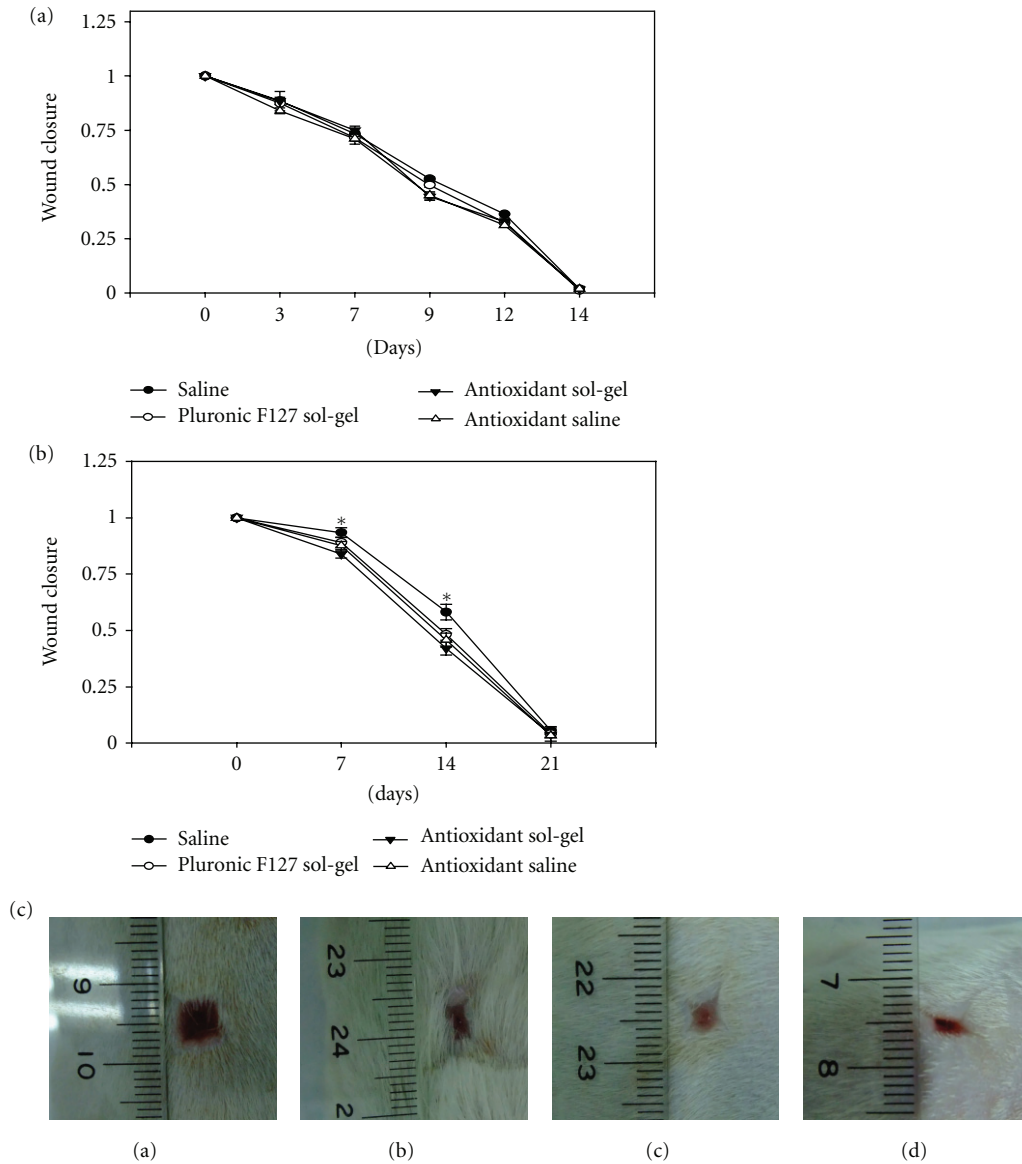 (a)
1.25
1
0.75
0.5
0.25
0
Wound closure
0 3 7 9 12 14
(Days)
Saline
Pluronic F127 sol-gel
Antioxidant sol-gel
Antioxidant saline
(b)
1.25
1
0.75
0.5
0.25
0
Wound closure
* *
0 7 14 21
(days)
Saline
Pluronic F127 sol-gel
Antioxidant sol-gel
Antioxidant saline
(c)
9
10
23
24
2
22
23
7
8
(a) (b) (c) (d)